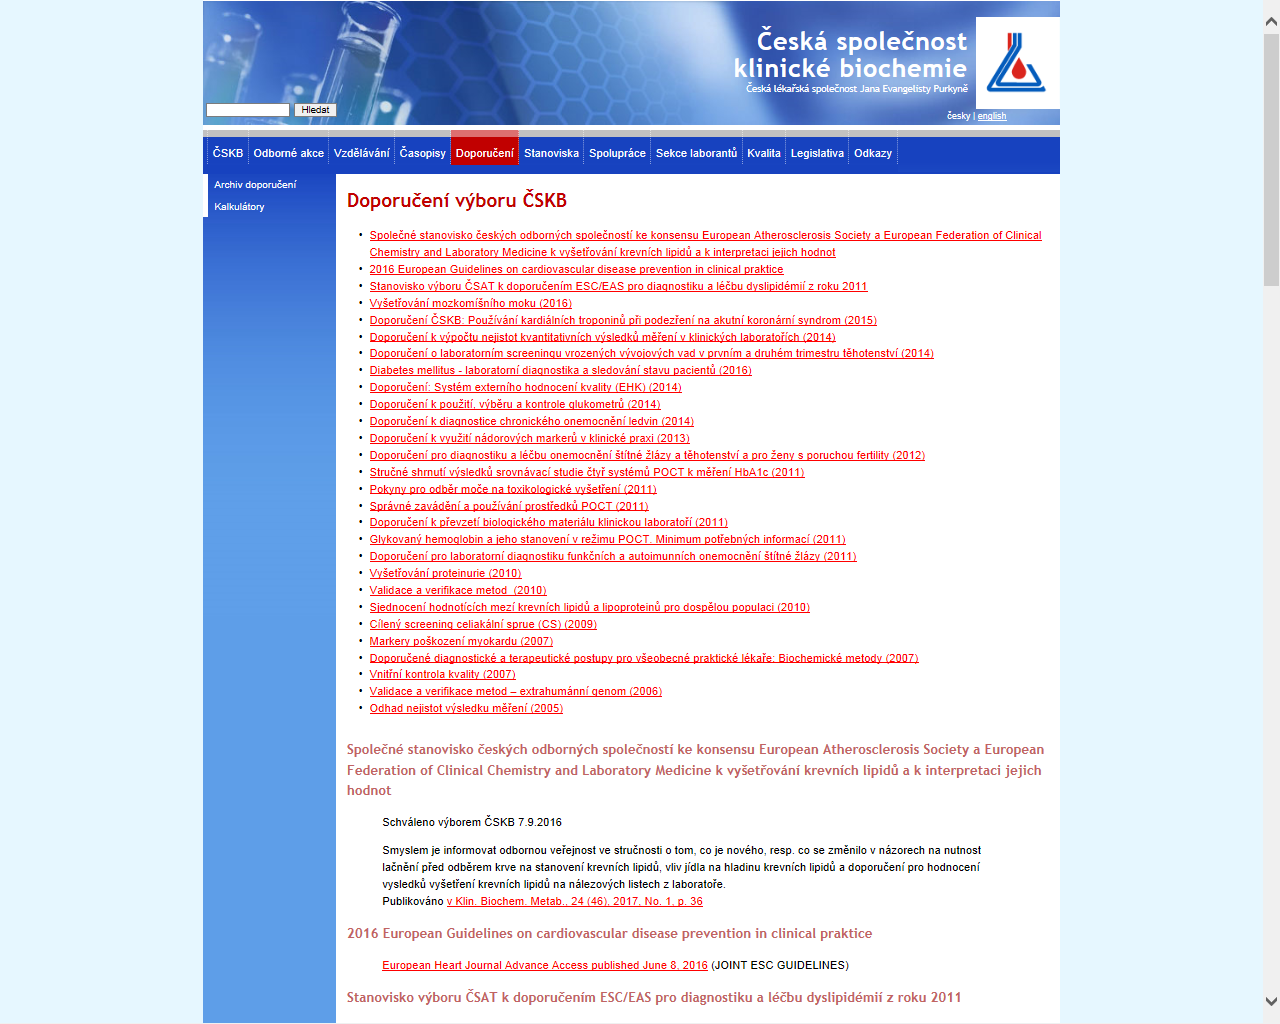 Česká společnost
klinické biochemie
Česká lékařská společnost Jana Evangelisty Purkyně
Hledat
česky | english
ČSKB Odborné akce Vzdělávání Časopisy Doporučení Stanoviska Spolupráce Sekce laborantů Kvalita Legislativa Odkazy
Archiv doporučení
Kalkulátory
Doporučení výboru ČSKB
• Společné stanovisko českých odborných společností ke konsensu European Atherosclerosis Society a European Federation of Clinical
Chemistry and Laboratory Medicine k vyšetřování krevních lipidů a k interpretaci jejich hodnot
• 2016 European Guidelines on cardiovascular disease prevention in clinical praktice
• Stanovisko výboru ČSAT k doporučením ESC/EAS pro diagnostiku a léčbu dyslipidémií z roku 2011
• Vyšetřování mozkomíšního moku (2016)
• Doporučení ČSKB: Používání kardiálních troponinů při podezření na akutní koronární syndrom (2015)
• Doporučení k výpočtu nejistot kvantitativních výsledků měření v klinických laboratořích (2014)
• Doporučení o laboratorním screeningu vrozených vývojových vad v prvním a druhém trimestru těhotenství (2014)
• Diabetes mellitus - laboratorní diagnostika a sledování stavu pacientů (2016)
• Doporučení: Systém externího hodnocení kvality (EHK) (2014)
• Doporučení k použití, výběru a kontrole glukometrů (2014)
• Doporučení k diagnostice chronického onemocnění ledvin (2014)
• Doporučení k využití nádorových markerů v klinické praxi (2013)
• Doporučení pro diagnostiku a léčbu onemocnění štítné žlázy a těhotenství a pro ženy s poruchou fertility (2012)
• Stručné shrnutí výsledků srovnávací studie čtyř systémů POCT k měření HbA1c (2011)
• Pokyny pro odběr moče na toxikologické vyšetření (2011)
• Správné zavádění a používání prostředků POCT (2011)
• Doporučení k převzetí biologického materiálu klinickou laboratoří (2011)
• Glykovaný hemoglobin a jeho stanovení v režimu POCT. Minimum potřebných informací (2011)
• Doporučení pro laboratorní diagnostiku funkčních a autoimunních onemocnění štítné žlázy (2011)
• Vyšetřování proteinurie (2010)
• Validace a verifikace metod (2010)
• Sjednocení hodnotících mezí krevních lipidů a lipoproteinů pro dospělou populaci (2010)
• Cílený screening celiakální sprue (CS) (2009)
• Markery poškození myokardu (2007)
• Doporučené diagnostické a terapeutické postupy pro všeobecné praktické lékaře: Biochemické metody (2007)
• Vnitřní kontrola kvality (2007)
• Validace a verifikace metod – extrahumánní genom (2006)
• Odhad nejistot výsledku měření (2005)
Společné stanovisko českých odborných společností ke konsensu European Atherosclerosis Society a European
Federation of Clinical Chemistry and Laboratory Medicine k vyšetřování krevních lipidů a k interpretaci jejich
hodnot
Schváleno výborem ČSKB 7.9.2016
Smyslem je informovat odbornou veřejnost ve stručnosti o tom, co je nového, resp. co se změnilo v názorech na nutnost
lačnění před odběrem krve na stanovení krevních lipidů, vliv jídla na hladinu krevních lipidů a doporučení pro hodnocení
vysledků vyšetření krevních lipidů na nálezových listech z laboratoře.
Publikováno v Klin. Biochem. Metab., 24 (46), 2017, No. 1, p. 36
2016 European Guidelines on cardiovascular disease prevention in clinical praktice
European Heart Journal Advance Access published June 8, 2016 (JOINT ESC GUIDELINES)
Stanovisko výboru ČSAT k doporučením ESC/EAS pro diagnostiku a léčbu dyslipidémií z roku 2011